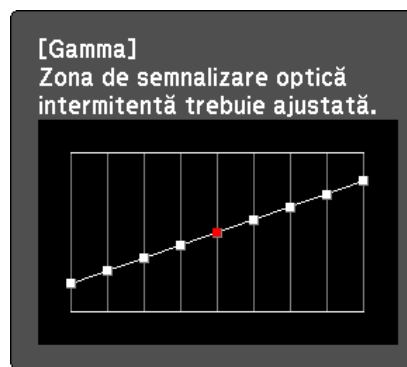 [Gamma]
Zona de semnalizare optică
intermitentă trebuie ajustată.